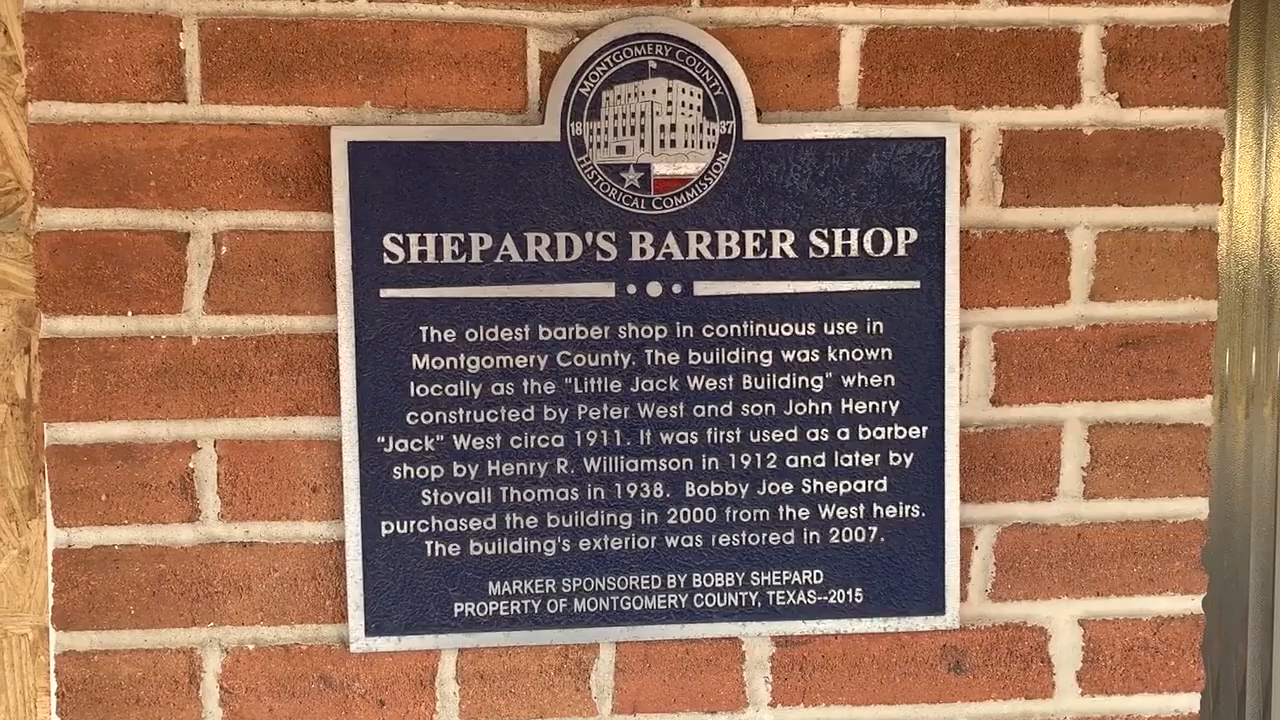 MONTGOMERY COUNTY
18 37
HISTORICAL COMMISSION
SHEPARD'S BARBER SHOP
The oldest barber shop in continuous use in
Montgomery County. The building was known
locally as the "Little Jack West Building" when
constructed by Peter West and son John Henry
"Jack" West circa 1911. It was first used as a barber
shop by Henry R. Williamson in 1912 and later by
Stovall Thomas in 1938. Bobby Joe Shepard
purchased the building in 2000 from the West heirs.
The building's exterior was restored in 2007.
MARKER SPONSORED BY BOBBY SHEPARD
PROPERTY OF MONTGOMERY COUNTY, TEXAS--2015